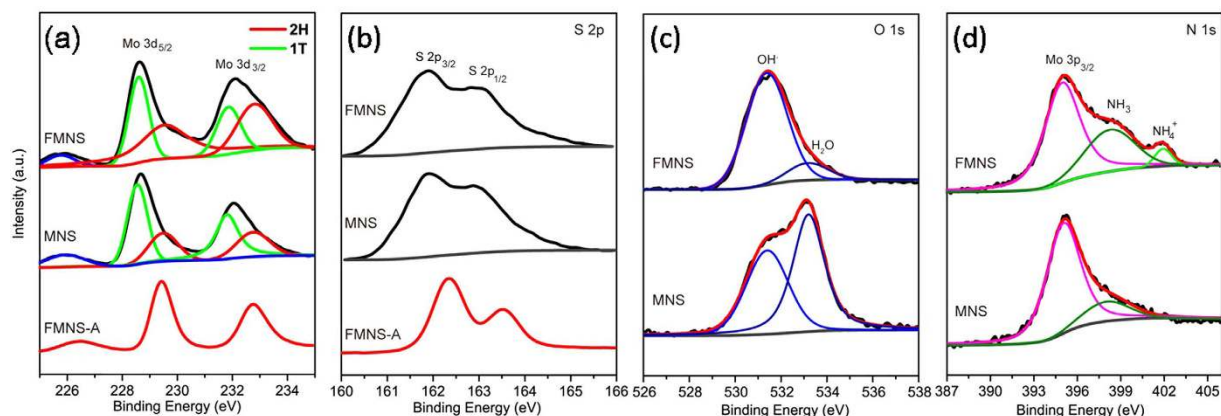 Intensity (a.u.)
(a)
2H
1T
Mo 3d5/2
Mo 3d3/2
FMNS
MNS
FMNS-A
226 228 230 232 234
Binding Energy (eV)
(b)
S 2p
S 2p3/2
S 2p1/2
FMNS
MNS
FMNS-A
160 161 162 163 164 165 166
Binding Energy (eV)
(c)
O 1s
OH-
H2O
FMNS
MNS
526 528 530 532 534 536 538
Binding Energy (eV)
(d)
N 1s
Mo 3p3/2
NH3
NH4+
FMNS
MNS
387 390 393 396 399 402 405
Binding Energy (eV)